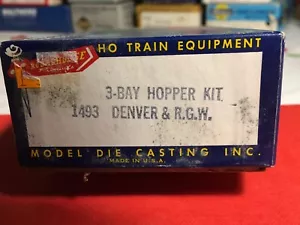 HO TRAIN EQUIPMENT
3-BAY HOPPER KIT
1493 DENVER & R.G.W.
MODEL DIE CASTING INC.
MADE IN U.S.A.